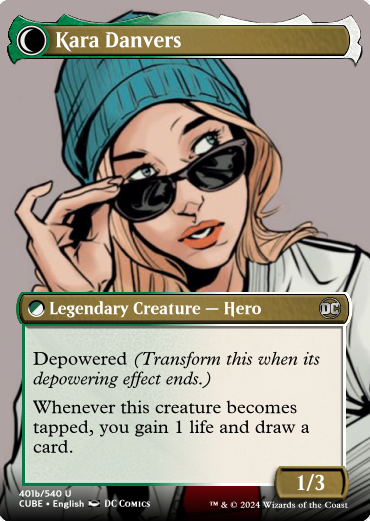 Kara Danvers
Legendary Creature — Hero
DC
Depowered (Transform this when its
depowering effect ends.)
Whenever this creature becomes
tapped, you gain 1 life and draw a
card.
1/3
401b/540 U
CUBE • English DC Comics
™ & © 2024 Wizards of the Coast